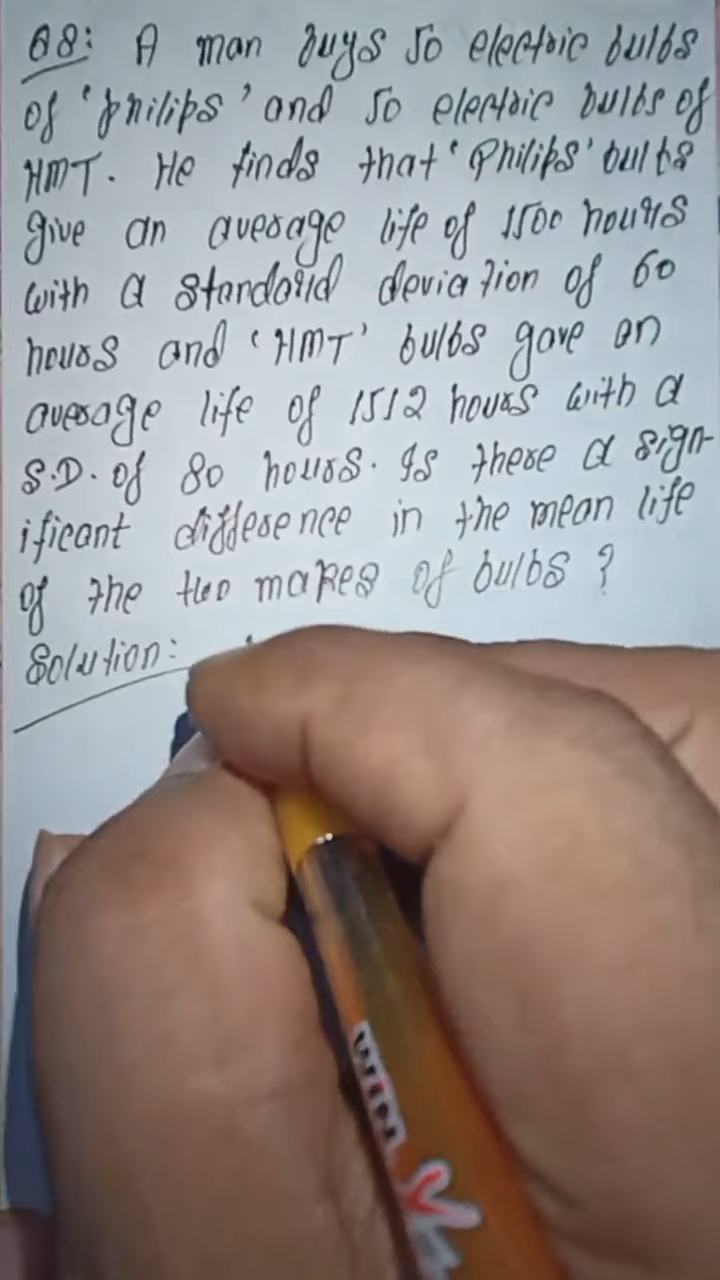 Q8: A man buys 50 electric bulbs
of 'philips' and 50 electric bulbs of
HMT. He finds that 'Philips' bulbs
give an average life of 1500 hours
with a standard deviation of 60
hours and 'HMT' bulbs gave an
average life of 1512 hours with a
S.D. of 80 hours. Is there a sign-
ificant difference in the mean life
of the two makes of bulbs?
Solution:
WIN